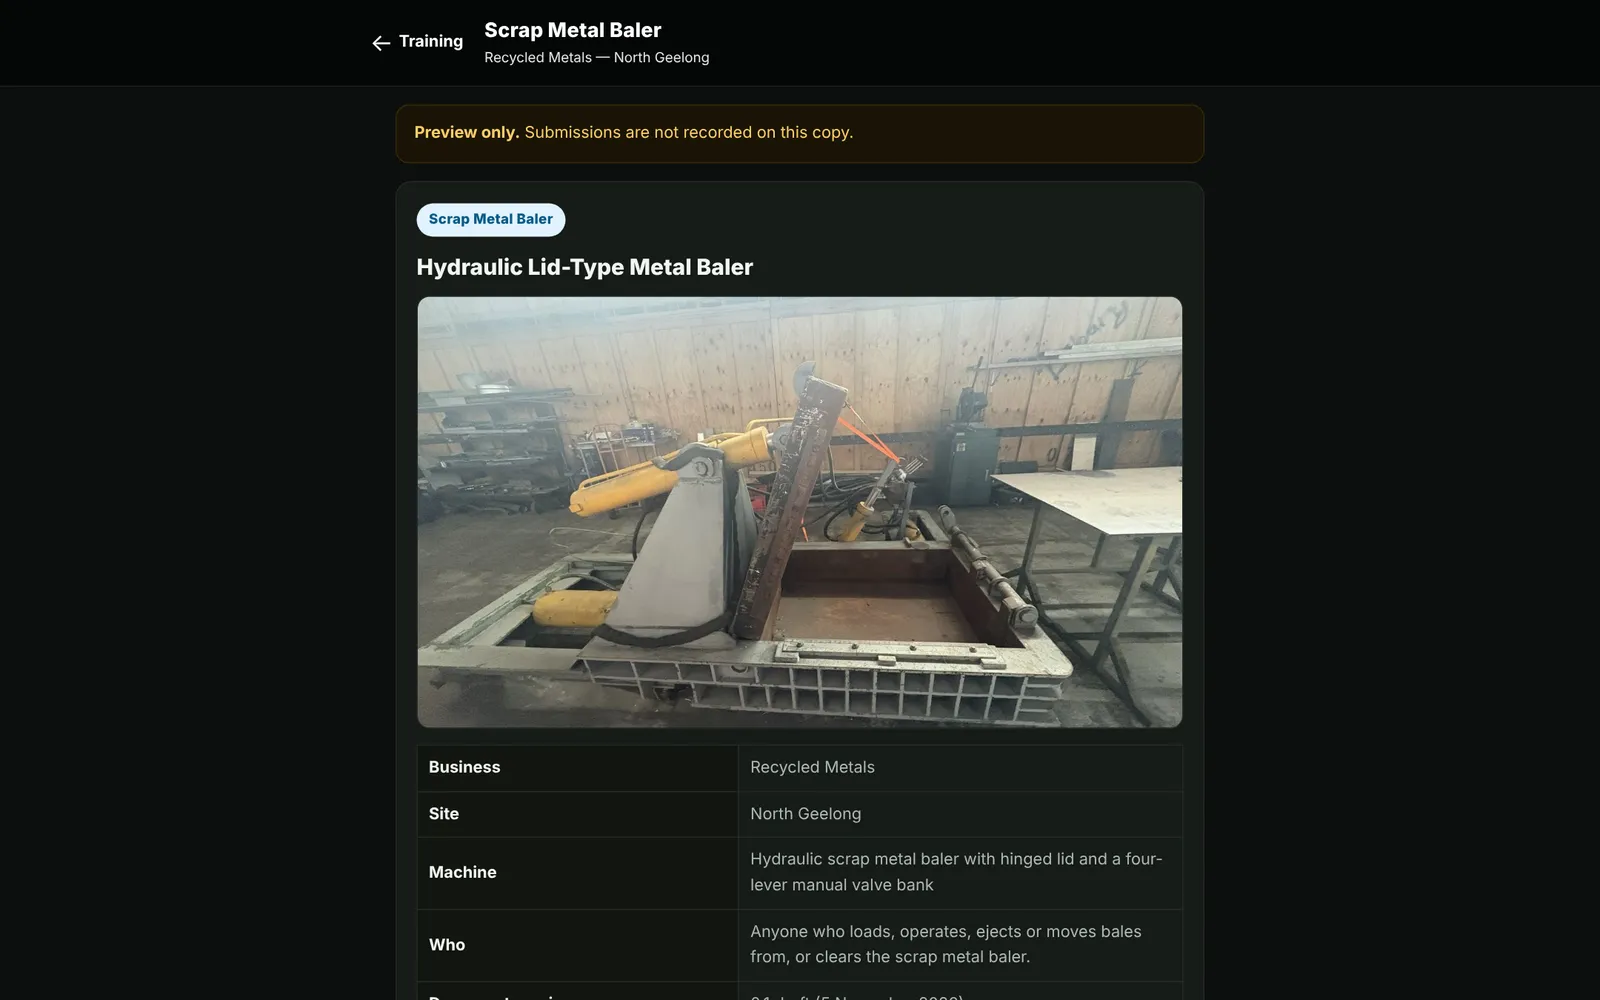 Training
Scrap Metal Baler
Recycled Metals — North Geelong
Preview only. Submissions are not recorded on this copy.
Scrap Metal Baler
Hydraulic Lid-Type Metal Baler
Business
Recycled Metals
Site
North Geelong
Machine
Hydraulic scrap metal baler with hinged lid and a four-
lever manual valve bank
Who
Anyone who loads, operates, ejects or moves bales
from, or clears the scrap metal baler.